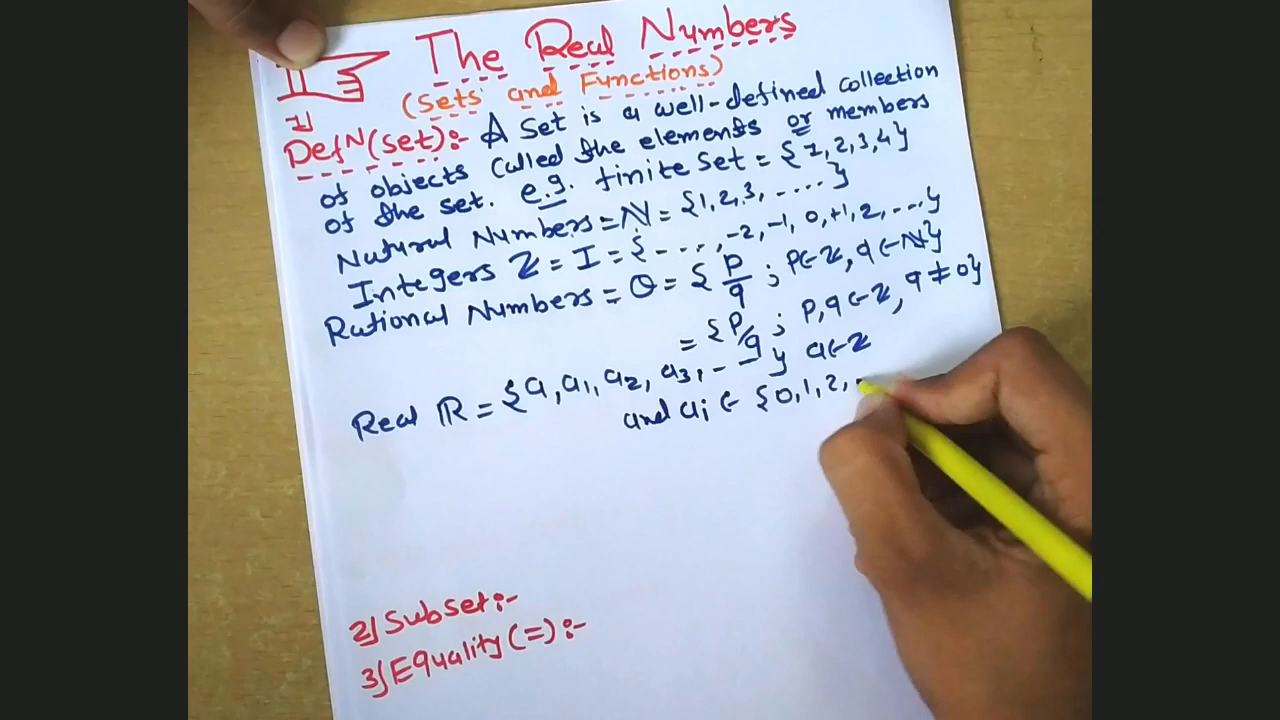 The Real Numbers
(Sets and Functions)
1)
Defᴺ(Set):- A Set is a well-defined collection
of objects called the elements or members
of the set. e.g. finite Set = {1,2,3,4}
Natural Numbers = ℕ = {1,2,3, ....}
Integers ℤ = I = {- ..., -2, -1, 0, +1, 2, ...}
Rational Numbers = Q = { p/q ; p∈ℤ, q∈ℕ}
= {p/q ; p,q∈ℤ, q≠0}
Real ℝ = {a, a₁, a₂, a₃, - - } a∈ℤ
and aᵢ ∈ {0,1,2,
2) Subset:-
3) Equality(=):-